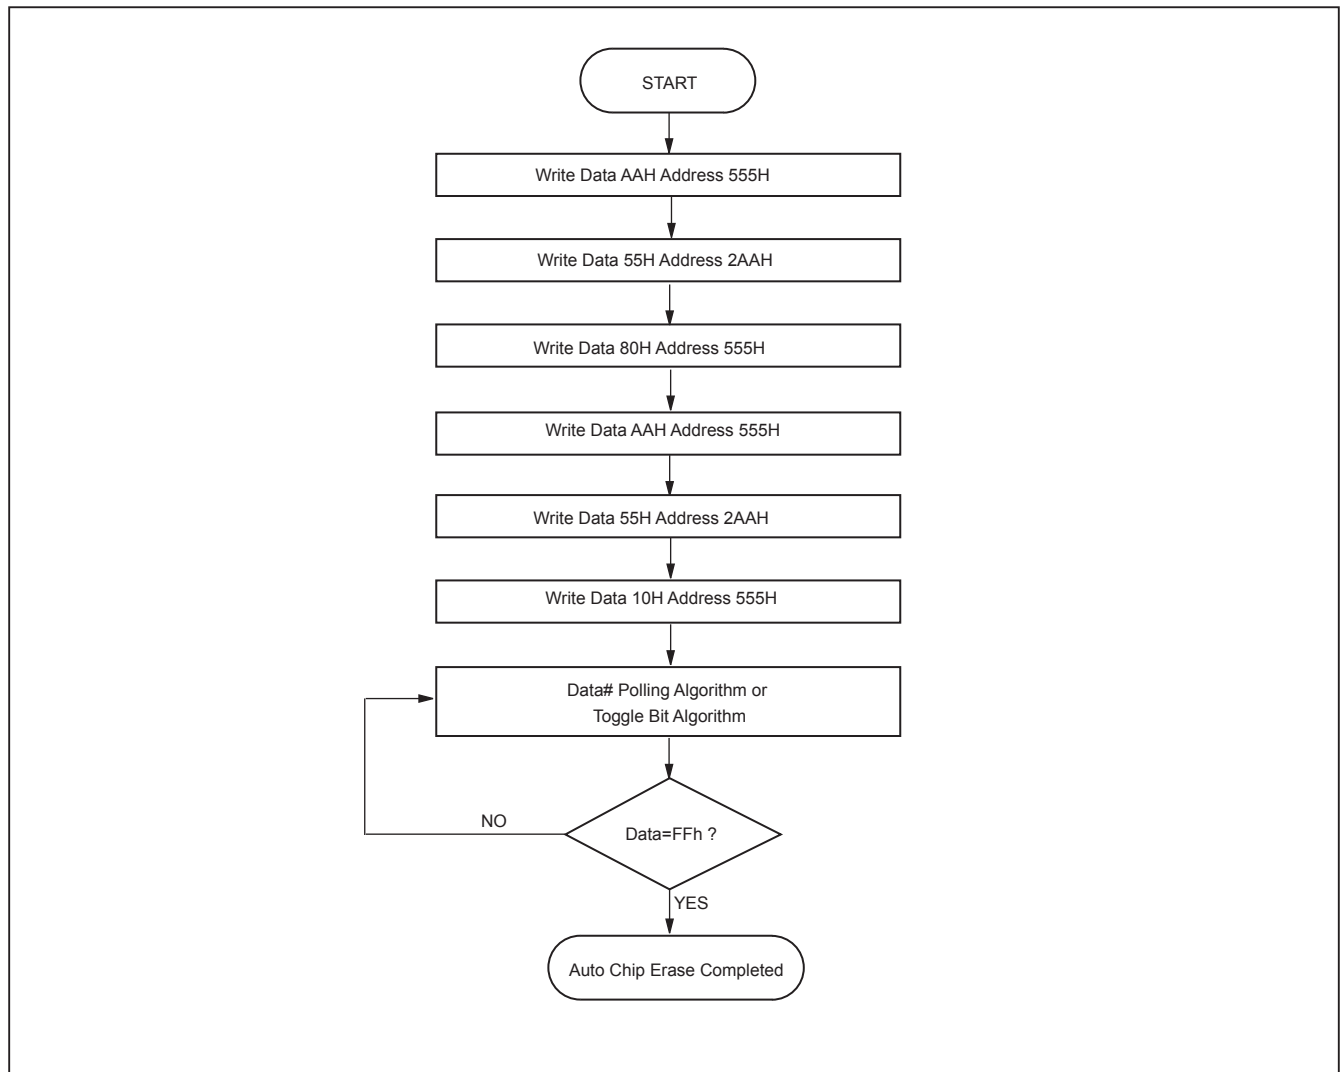 START
Write Data AAH Address 555H
Write Data 55H Address 2AAH
Write Data 80H Address 555H
Write Data AAH Address 555H
Write Data 55H Address 2AAH
Write Data 10H Address 555H
Data# Polling Algorithm or
Toggle Bit Algorithm
NO
Data=FFh ?
YES
Auto Chip Erase Completed